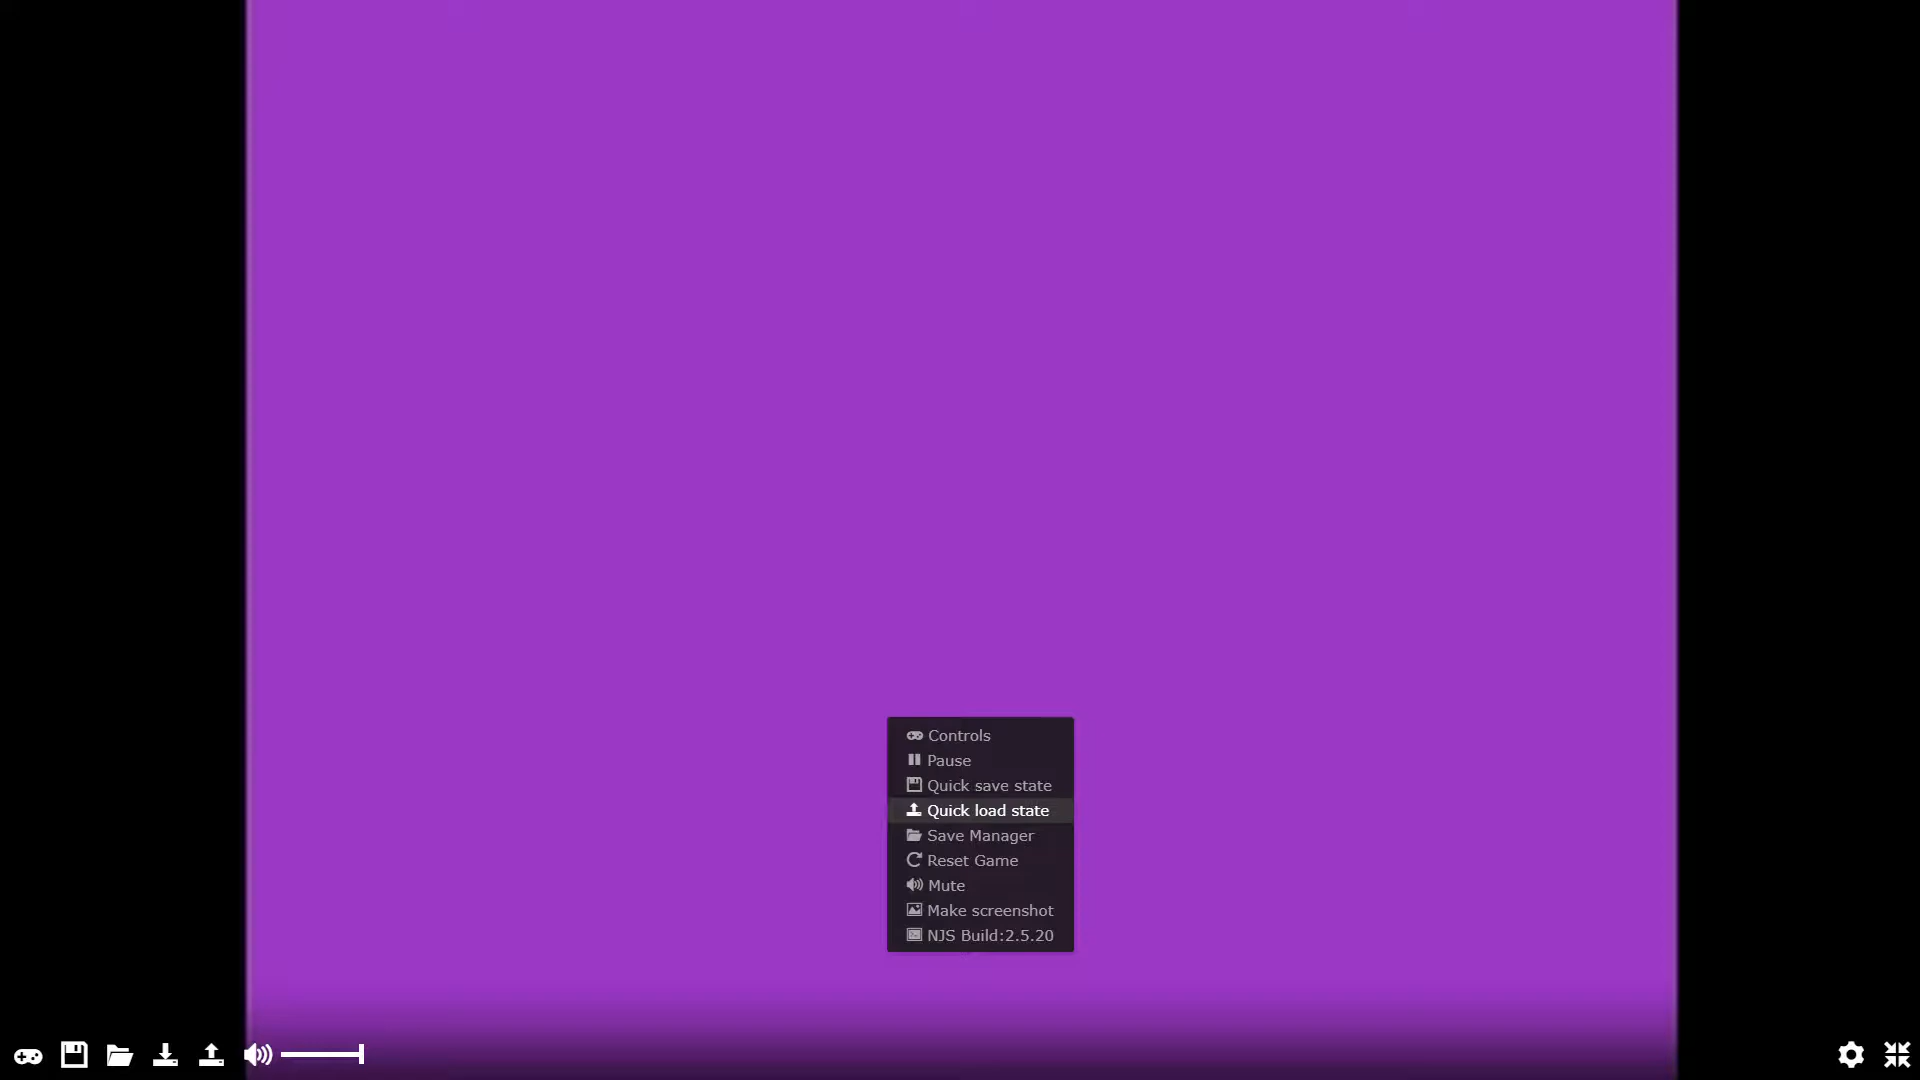 Controls
Pause
Quick save state
Quick load state
Save Manager
Reset Game
Mute
Make screenshot
NJS Build:2.5.20